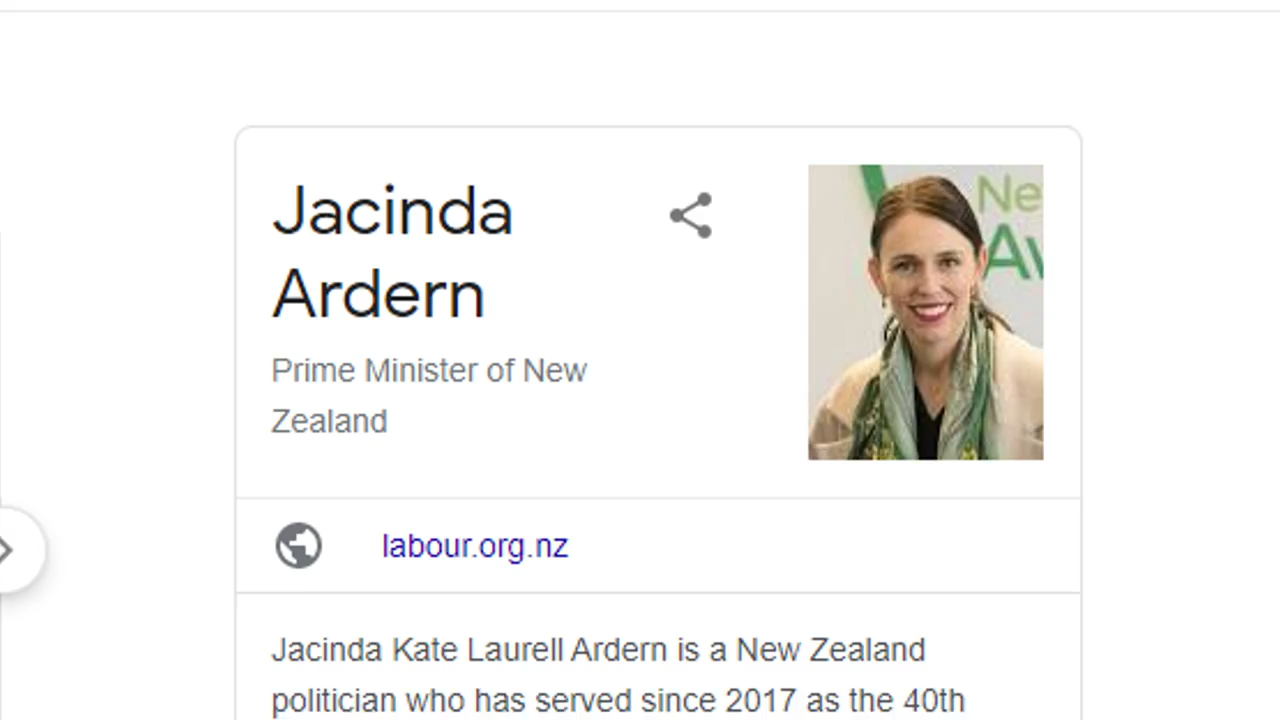 Jacinda
Ardern
Prime Minister of New
Zealand
labour.org.nz
Jacinda Kate Laurell Ardern is a New Zealand
politician who has served since 2017 as the 40th